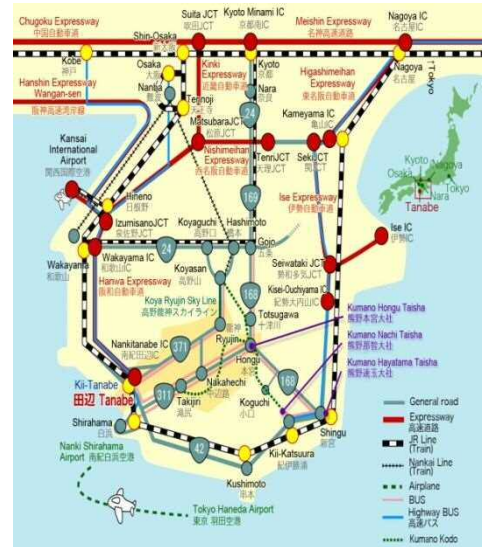 Suita JCT
吹田JCT
Kyoto Minami IC
京都南IC
Nagoya IC
名古屋IC
Chugoku Expressway
中国自動車道
Shin-Osaka
新大阪
Meishin Expressway
名神高速道路
Kobe
神戸
Osaka
大阪
Kinki
Expressway
近畿自動車道
Kyoto
京都
Higashimeihan
Expressway
東名阪自動車道
Nagoya
名古屋
↑Tokyo
Hanshin Expressway
Wangan-sen
阪神高速湾岸線
Nanba
難波
Tennoji
天王寺
Nara
奈良
24
MatsubaraJCT
松原JCT
Kameyama IC
亀山IC
Kansai
International
Airport
関西国際空港
Nishimeihan
Expressway
西名阪自動車道
TenriJCT
天理JCT
SekiJCT
関JCT
Kyoto
Nagoya
Nara
Tokyo
Tanabe
Hineno
日根野
169
Ise Expressway
伊勢自動車道
IzumisanoJCT
泉佐野JCT
Koyaguchi
高野口
Hashimoto
橋本
Ise IC
伊勢IC
Wakayama
和歌山
Wakayama IC
和歌山IC
24
Gojo
五条
Seiwataki JCT
勢和多気JCT
Hanwa Expressway
阪和自動車道
Koyasan
高野山
Kisei-Ouchiyama IC
紀勢大内山IC
Koya Ryujin Sky Line
高野龍神スカイライン
168
Totsugawa
十津川
Kumano Hongu Taisha
熊野本宮大社
Nankitanabe IC
南紀田辺IC
371
Ryujin
龍神
Kumano Nachi Taisha
熊野那智大社
Kii-Tanabe
田辺 Tanabe
Hongu
本宮
Nakahechi
中辺路
311
Takijiri
滝尻
168
Kumano Hayatama Taisha
熊野速玉大社
Koguchi
小口
Shirahama
白浜
Shingu
新宮
42
Kii-Katsuura
紀伊勝浦
Nanki Shirahama
Airport 南紀白浜空港
Kushimoto
串本
Tokyo Haneda Airport
東京 羽田空港
General road
Expressway
高速道路
JR Line
(Train)
Nankai Line
(Train)
Airplane
BUS
Highway BUS
高速バス
Kumano Kodo